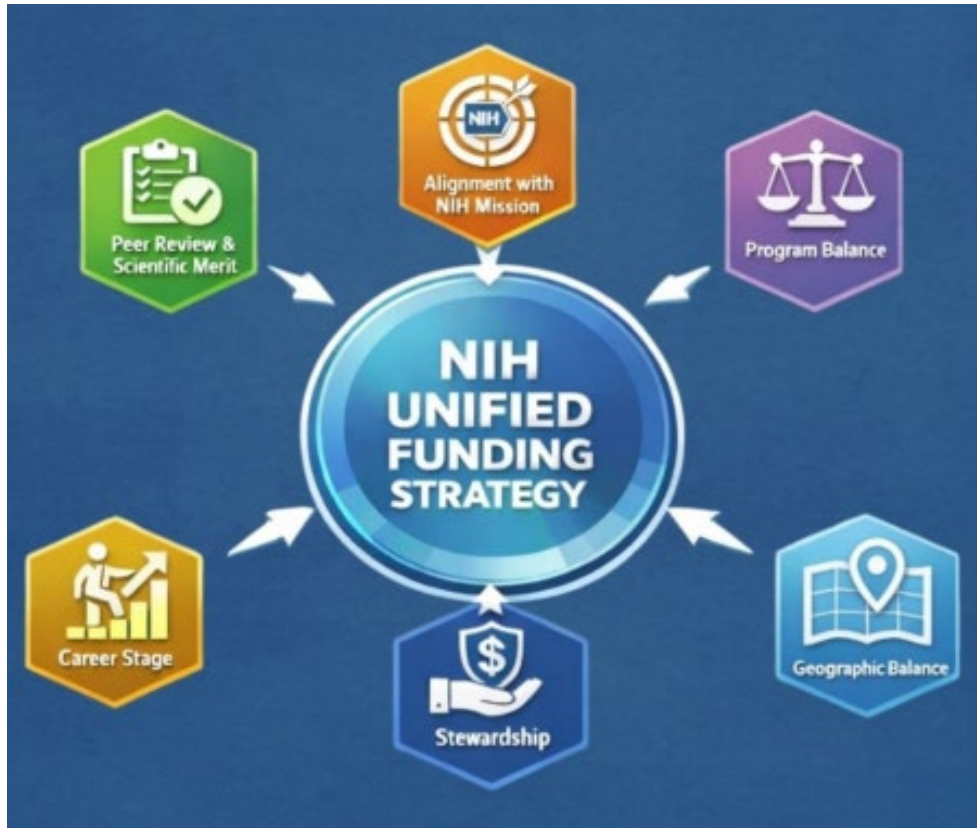 NIH
Alignment with
NIH Mission
Peer Review &
Scientific Merit
Program Balance
NIH
UNIFIED
FUNDING
STRATEGY
Career Stage
$
Stewardship
Geographic Balance